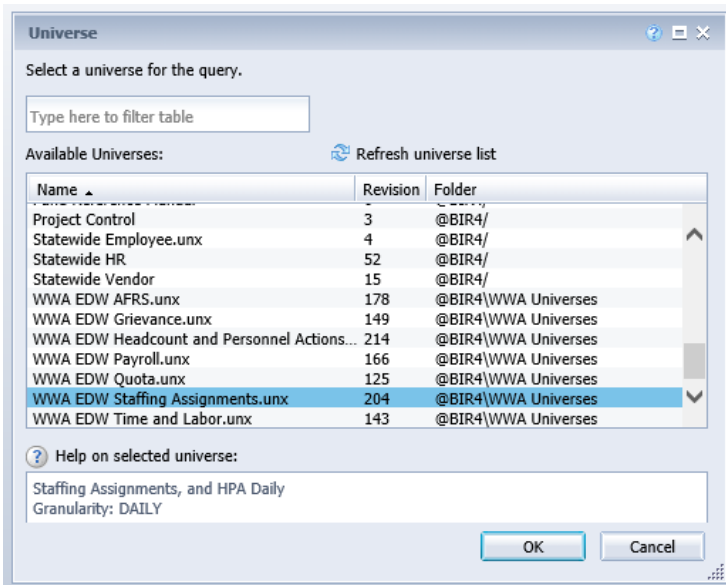 Universe
Select a universe for the query.
Type here to filter table
Available Universes: Refresh universe list
Name Revision Folder
Project Control 3 @BIR4/
Statewide Employee.unx 4 @BIR4/
Statewide HR 52 @BIR4/
Statewide Vendor 15 @BIR4/
WWA EDW AFRS.unx 178 @BIR4\WWA Universes
WWA EDW Grievance.unx 149 @BIR4\WWA Universes
WWA EDW Headcount and Personnel Actions... 214 @BIR4\WWA Universes
WWA EDW Payroll.unx 166 @BIR4\WWA Universes
WWA EDW Quota.unx 125 @BIR4\WWA Universes
WWA EDW Staffing Assignments.unx 204 @BIR4\WWA Universes
WWA EDW Time and Labor.unx 143 @BIR4\WWA Universes
? Help on selected universe:
Staffing Assignments, and HPA Daily
Granularity: DAILY
OK Cancel